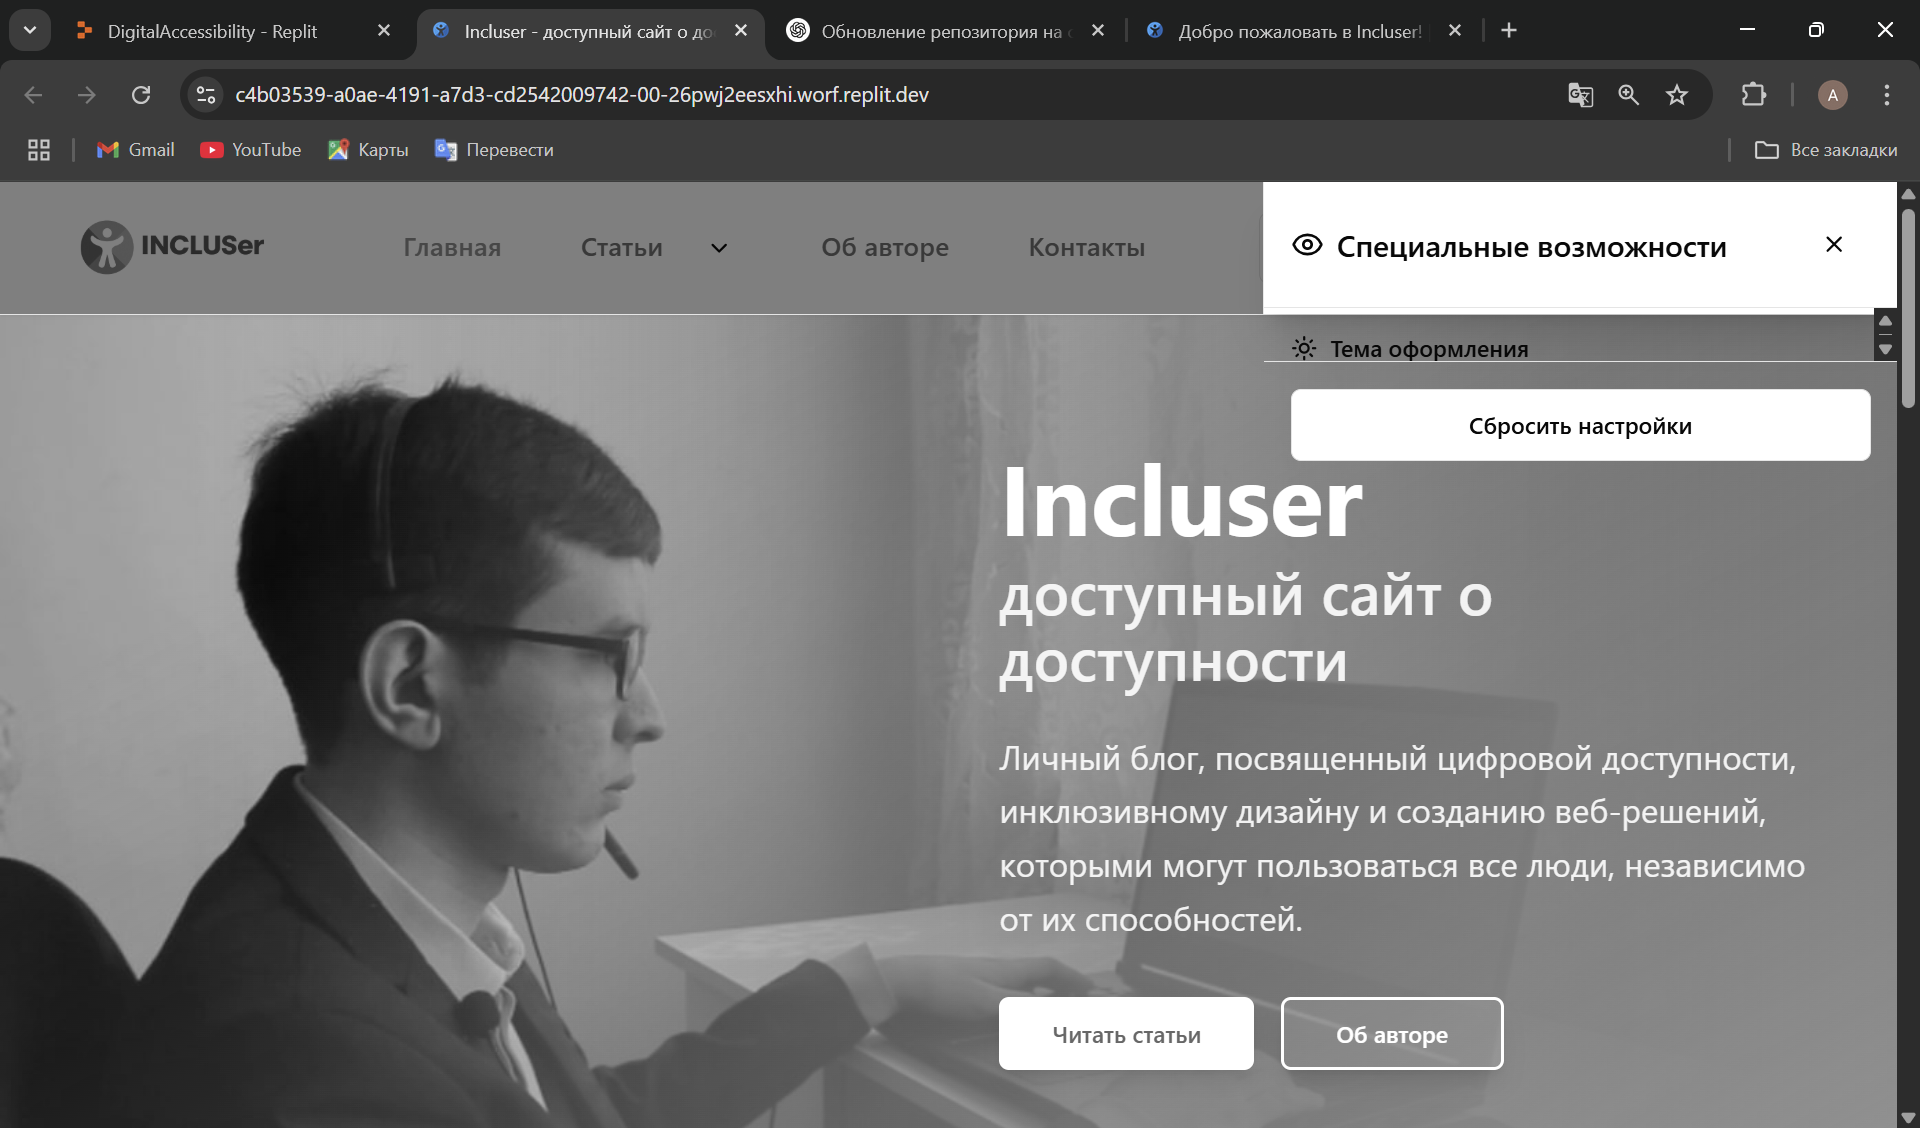 DigitalAccessibility - Replit
Incluser - доступный сайт о до
Обновление репозитория на
Добро пожаловать в Incluser!
c4b03539-a0ae-4191-a7d3-cd2542009742-00-26pwj2eesxhi.worf.replit.dev
A
Gmail
YouTube
Карты
Перевести
Все закладки
INCLUSer
Главная
Статьи
Об авторе
Контакты
Специальные возможности
Тема оформления
Сбросить настройки
Incluser
доступный сайт о
доступности
Личный блог, посвященный цифровой доступности,
инклюзивному дизайну и созданию веб-решений,
которыми могут пользоваться все люди, независимо
от их способностей.
Читать статьи
Об авторе